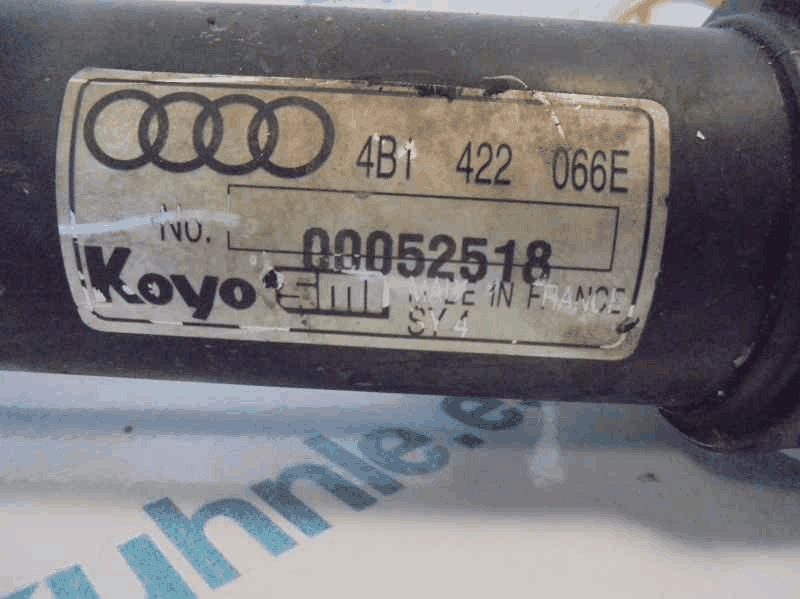 4B1 422 066E
No. 00052518
Koyo MADE IN FRANCE
SY 4
uhnle.e